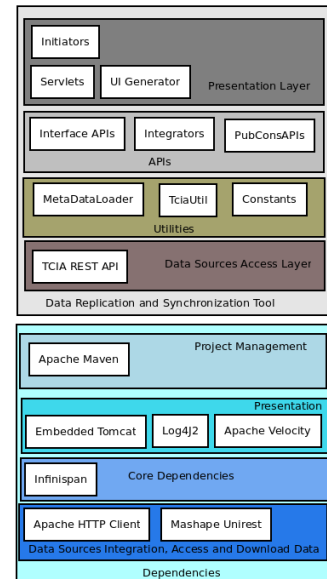 Initiators
Servlets
UI Generator
Presentation Layer
Interface APIs
Integrators
PubConsAPIs
APIs
MetaDataLoader
TciaUtil
Constants
Utilities
TCIA REST API
Data Sources Access Layer
Data Replication and Synchronization Tool
Project Management
Apache Maven
Presentation
Embedded Tomcat
Log4J2
Apache Velocity
Infinispan
Core Dependencies
Apache HTTP Client
Mashape Unirest
Data Sources Integration, Access and Download Data
Dependencies